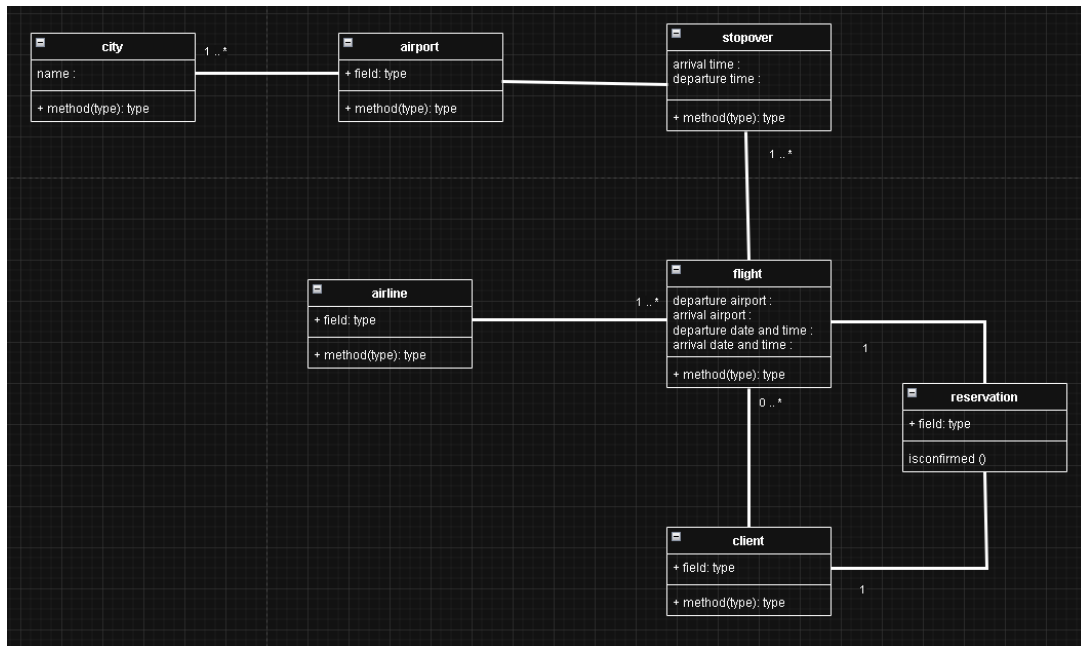 city
name :
+ method(type): type
1 .. *
airport
+ field: type
+ method(type): type
stopover
arrival time :
departure time :
+ method(type): type
1 .. *
airline
+ field: type
+ method(type): type
1 ..*
flight
departure airport :
arrival airport :
departure date and time :
arrival date and time :
+ method(type): type
1
0 .. *
reservation
+ field: type
isconfirmed ()
client
+ field: type
+ method(type): type
1